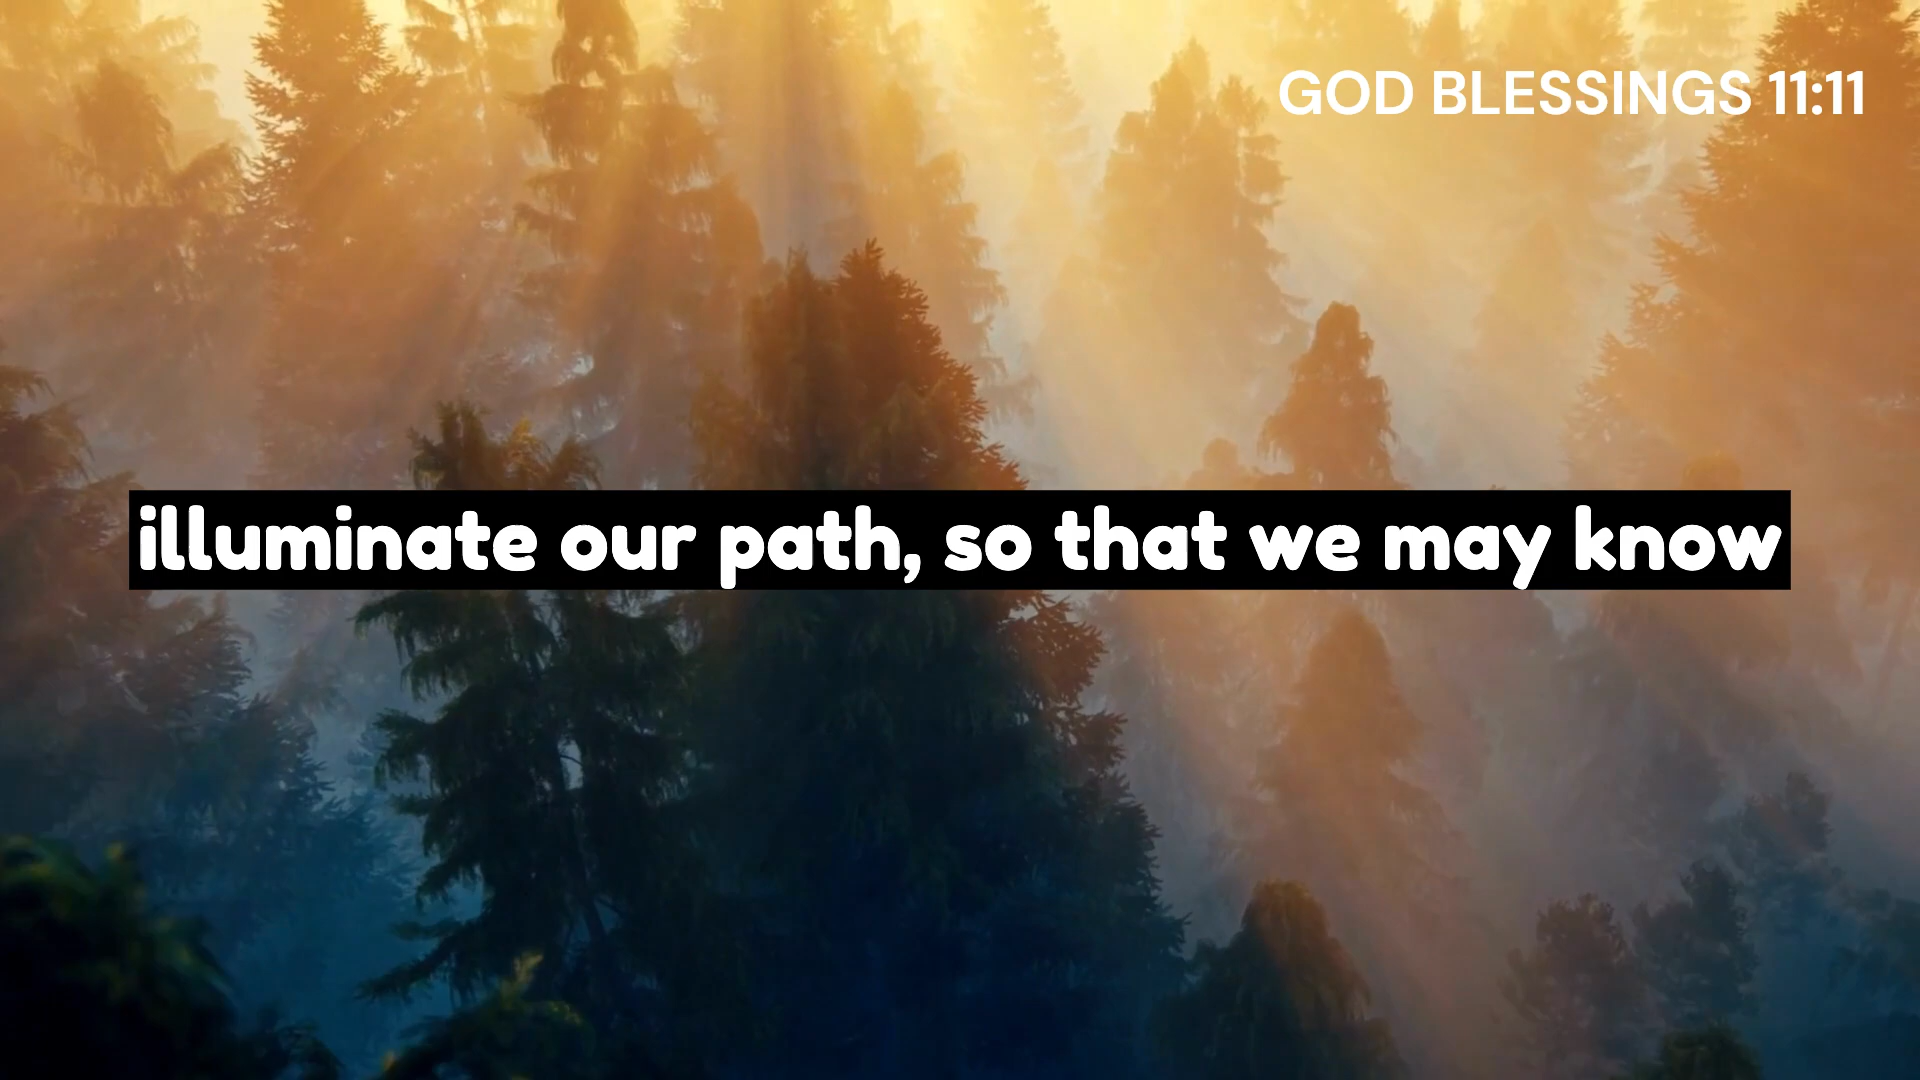 GOD BLESSINGS 11:11
illuminate our path, so that we may know